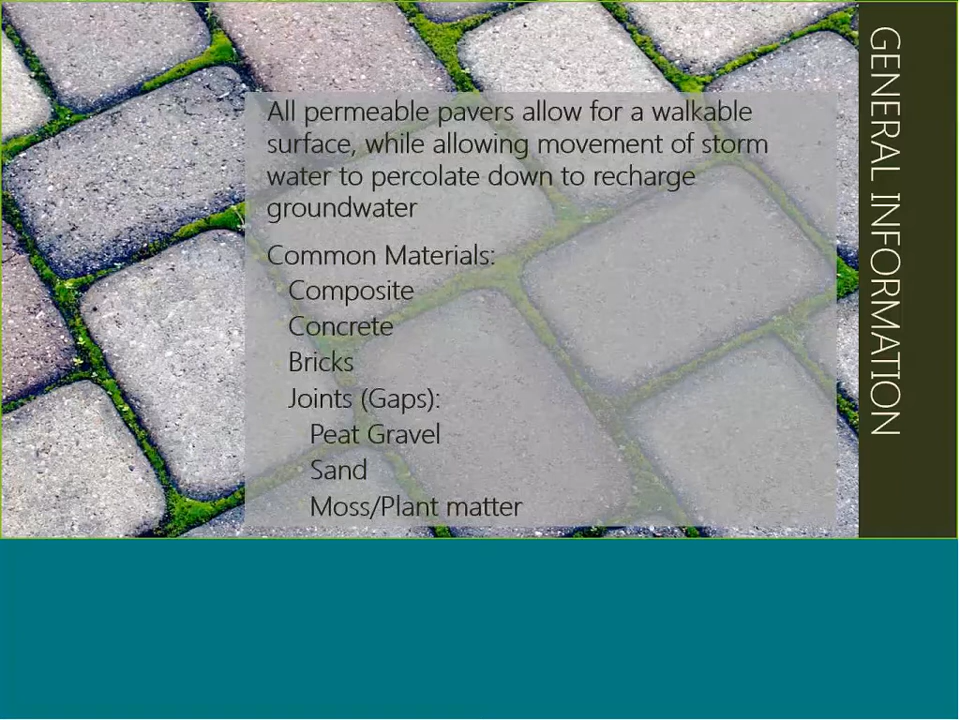 All permeable pavers allow for a walkable
surface, while allowing movement of storm
water to percolate down to recharge
groundwater
Common Materials:
Composite
Concrete
Bricks
Joints (Gaps):
Peat Gravel
Sand
Moss/Plant matter
GENERAL INFORMATION